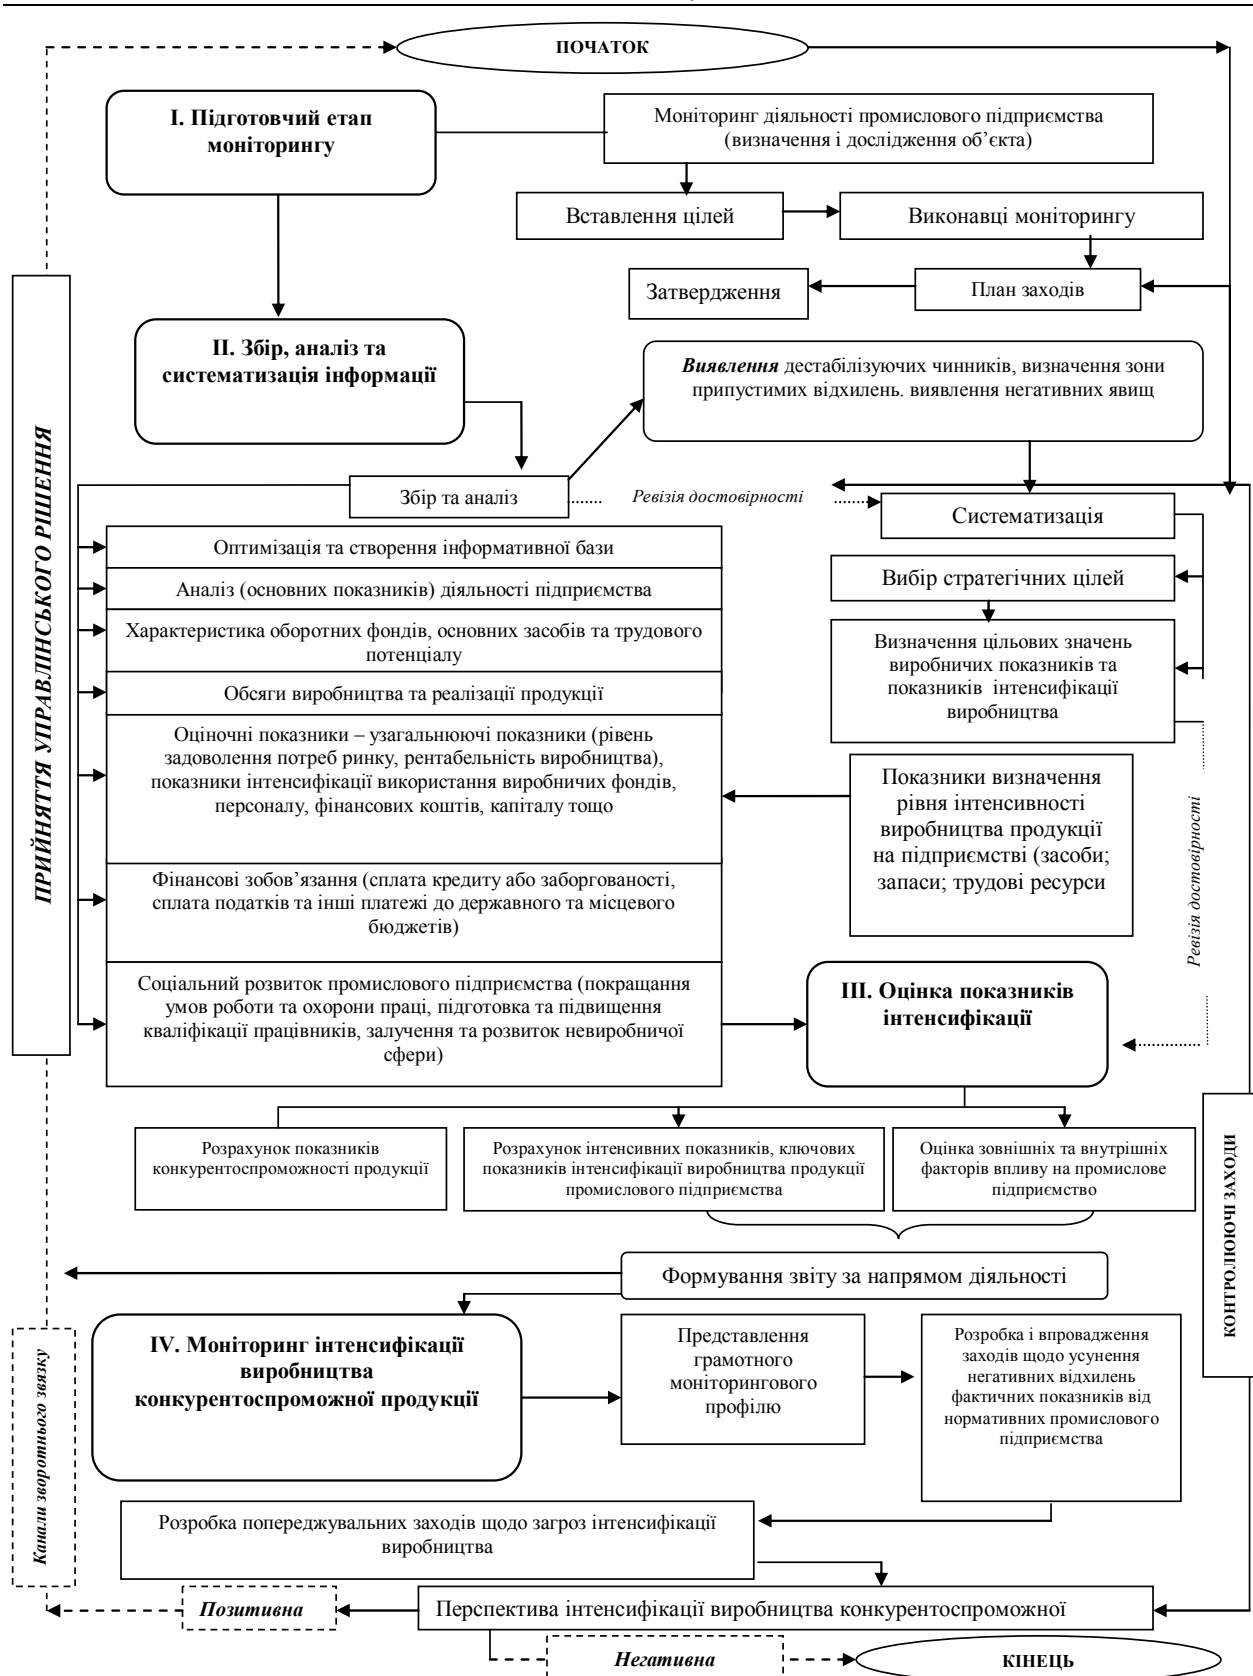 ПОЧАТОК
І. Підготовчий етап
моніторингу
Моніторинг діяльності промислового підприємства
(визначення і дослідження об’єкта)
Вставлення цілей
Виконавці моніторингу
Затвердження
План заходів
ІІ. Збір, аналіз та
систематизація інформації
Виявлення дестабілізуючих чинників, визначення зони
припустимих відхилень. виявлення негативних явищ
ПРИЙНЯТТЯ УПРАВЛІНСЬКОГО РІШЕННЯ
Збір та аналіз
Ревізія достовірності
Систематизація
Оптимізація та створення інформативної бази
Аналіз (основних показників) діяльності підприємства
Характеристика оборотних фондів, основних засобів та трудового
потенціалу
Обсяги виробництва та реалізації продукції
Оціночні показники – узагальнюючі показники (рівень
задоволення потреб ринку, рентабельність виробництва),
показники інтенсифікації використання виробничих фондів,
персоналу, фінансових коштів, капіталу тощо
Фінансові зобов’язання (сплата кредиту або заборгованості,
сплата податків та інші платежі до державного та місцевого
бюджетів)
Соціальний розвиток промислового підприємства (покращання
умов роботи та охорони праці, підготовка та підвищення
кваліфікації працівників, залучення та розвиток невиробничої
сфери)
Вибір стратегічних цілей
Визначення цільових значень
виробничих показників та
показників інтенсифікації
виробництва
Показники визначення
рівня інтенсивності
виробництва продукції
на підприємстві (засоби;
запаси; трудові ресурси
Ревізія достовірності
ІІІ. Оцінка показників
інтенсифікації
Розрахунок показників
конкурентоспроможності продукції
Розрахунок інтенсивних показників, ключових
показників інтенсифікації виробництва продукції
промислового підприємства
Оцінка зовнішніх та внутрішніх
факторів впливу на промислове
підприємство
КОНТРОЛЮЮЧІ ЗАХОДИ
Формування звіту за напрямом діяльності
IV. Моніторинг інтенсифікації
виробництва
конкурентоспроможної продукції
Представлення
грамотного
моніторингового
профілю
Розробка і впровадження
заходів щодо усунення
негативних відхилень
фактичних показників від
нормативних промислового
підприємства
Канали зворотнього звязку
Розробка попереджувальних заходів щодо загроз інтенсифікації
виробництва
Позитивна
Перспектива інтенсифікації виробництва конкурентоспроможної
Негативна
КІНЕЦЬ